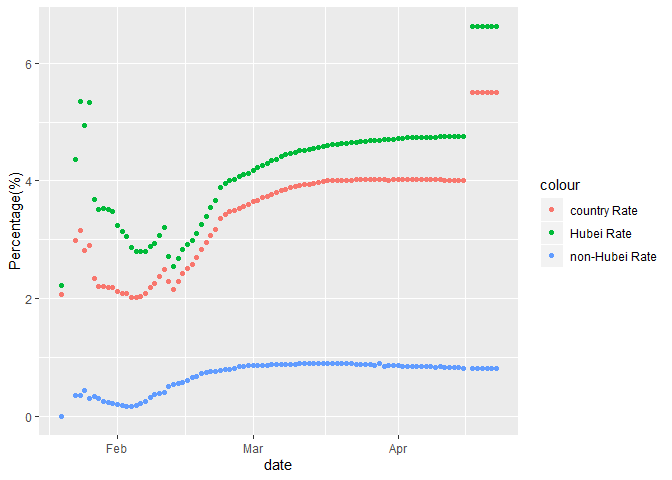 Percentage(%)
6
4
2
0
Feb
Mar
Apr
date
colour
country Rate
Hubei Rate
non-Hubei Rate